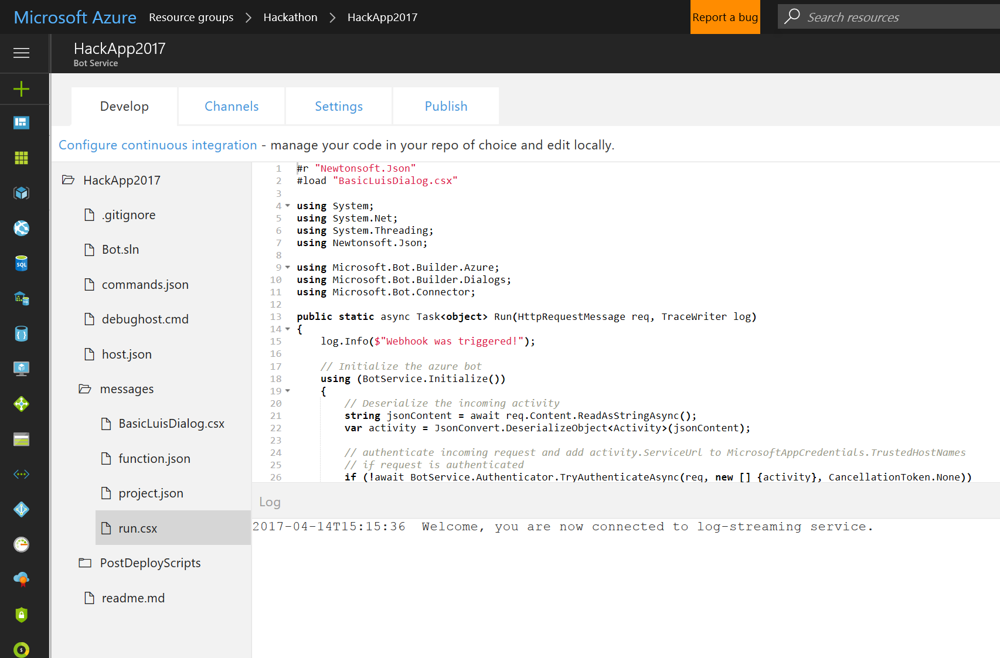 Microsoft Azure Resource groups > Hackathon > HackApp2017 Report a bug Search resources
HackApp2017
Bot Service
Develop Channels Settings Publish
Configure continuous integration - manage your code in your repo of choice and edit locally.
HackApp2017
.gitignore
Bot.sln
commands.json
debughost.cmd
host.json
messages
BasicLuisDialog.csx
function.json
project.json
run.csx
PostDeployScripts
readme.md
1 #r "Newtonsoft.Json"
2 #load "BasicLuisDialog.csx"
3
4 using System;
5 using System.Net;
6 using System.Threading;
7 using Newtonsoft.Json;
8
9 using Microsoft.Bot.Builder.Azure;
10 using Microsoft.Bot.Builder.Dialogs;
11 using Microsoft.Bot.Connector;
12
13 public static async Task<object> Run(HttpRequestMessage req, TraceWriter log)
14 {
15 log.Info($"Webhook was triggered!");
16
17 // Initialize the azure bot
18 using (BotService.Initialize())
19 {
20 // Deserialize the incoming activity
21 string jsonContent = await req.Content.ReadAsStringAsync();
22 var activity = JsonConvert.DeserializeObject<Activity>(jsonContent);
23
24 // authenticate incoming request and add activity.ServiceUrl to MicrosoftAppCredentials.TrustedHostNames
25 // if request is authenticated
26 if (!await BotService.Authenticator.TryAuthenticateAsync(req, new [] {activity}, CancellationToken.None))
Log
2017-04-14T15:15:36 Welcome, you are now connected to log-streaming service.